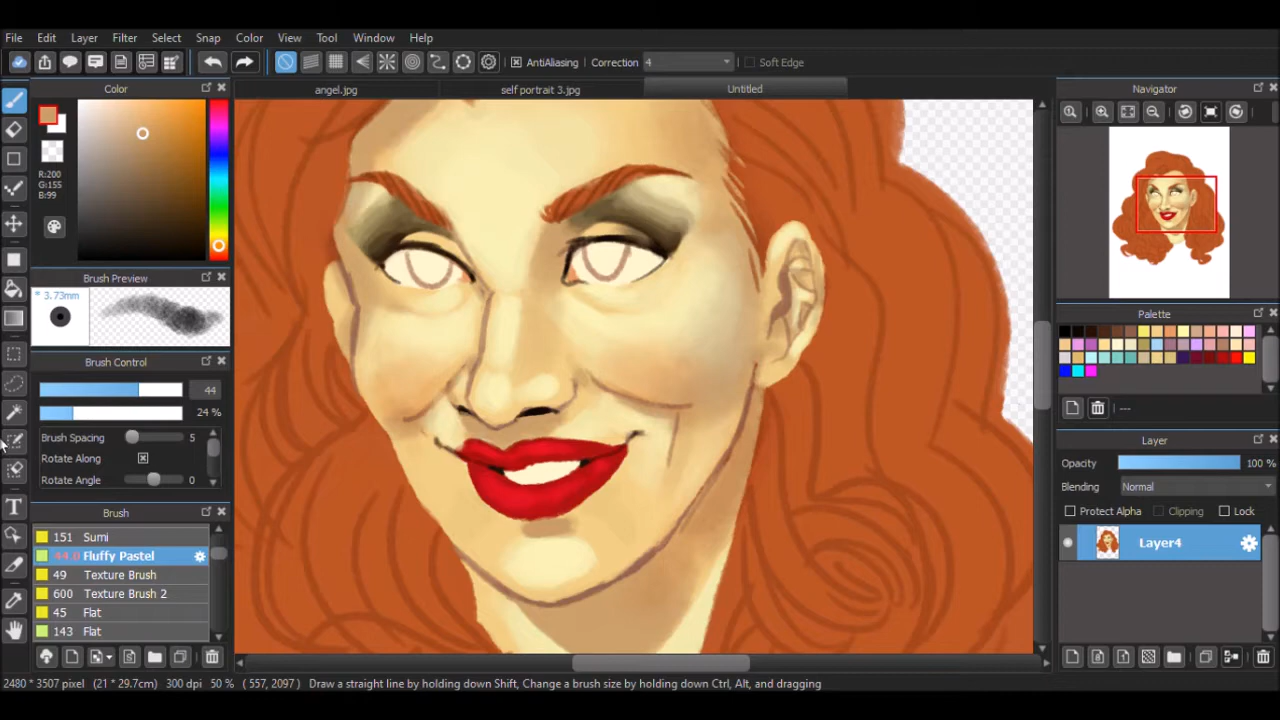 File Edit Layer Filter Select Snap Color View Tool Window Help
AntiAliasing Correction 4 Soft Edge
Color
angel.jpg self portrait 3.jpg Untitled
Navigator
R:200
G:155
B:99
Brush Preview
* 3.73mm
Palette
Brush Control
44
24 %
---
Brush Spacing 5
Rotate Along
Rotate Angle 0
Layer
Opacity 100 %
Blending Normal
Protect Alpha Clipping Lock
Layer4
Brush
151 Sumi
44.0 Fluffy Pastel
49 Texture Brush
600 Texture Brush 2
45 Flat
143 Flat
2480 * 3507 pixel (21 * 29.7cm) 300 dpi 50 % ( 557, 2097 ) Draw a straight line by holding down Shift, Change a brush size by holding down Ctrl, Alt, and dragging